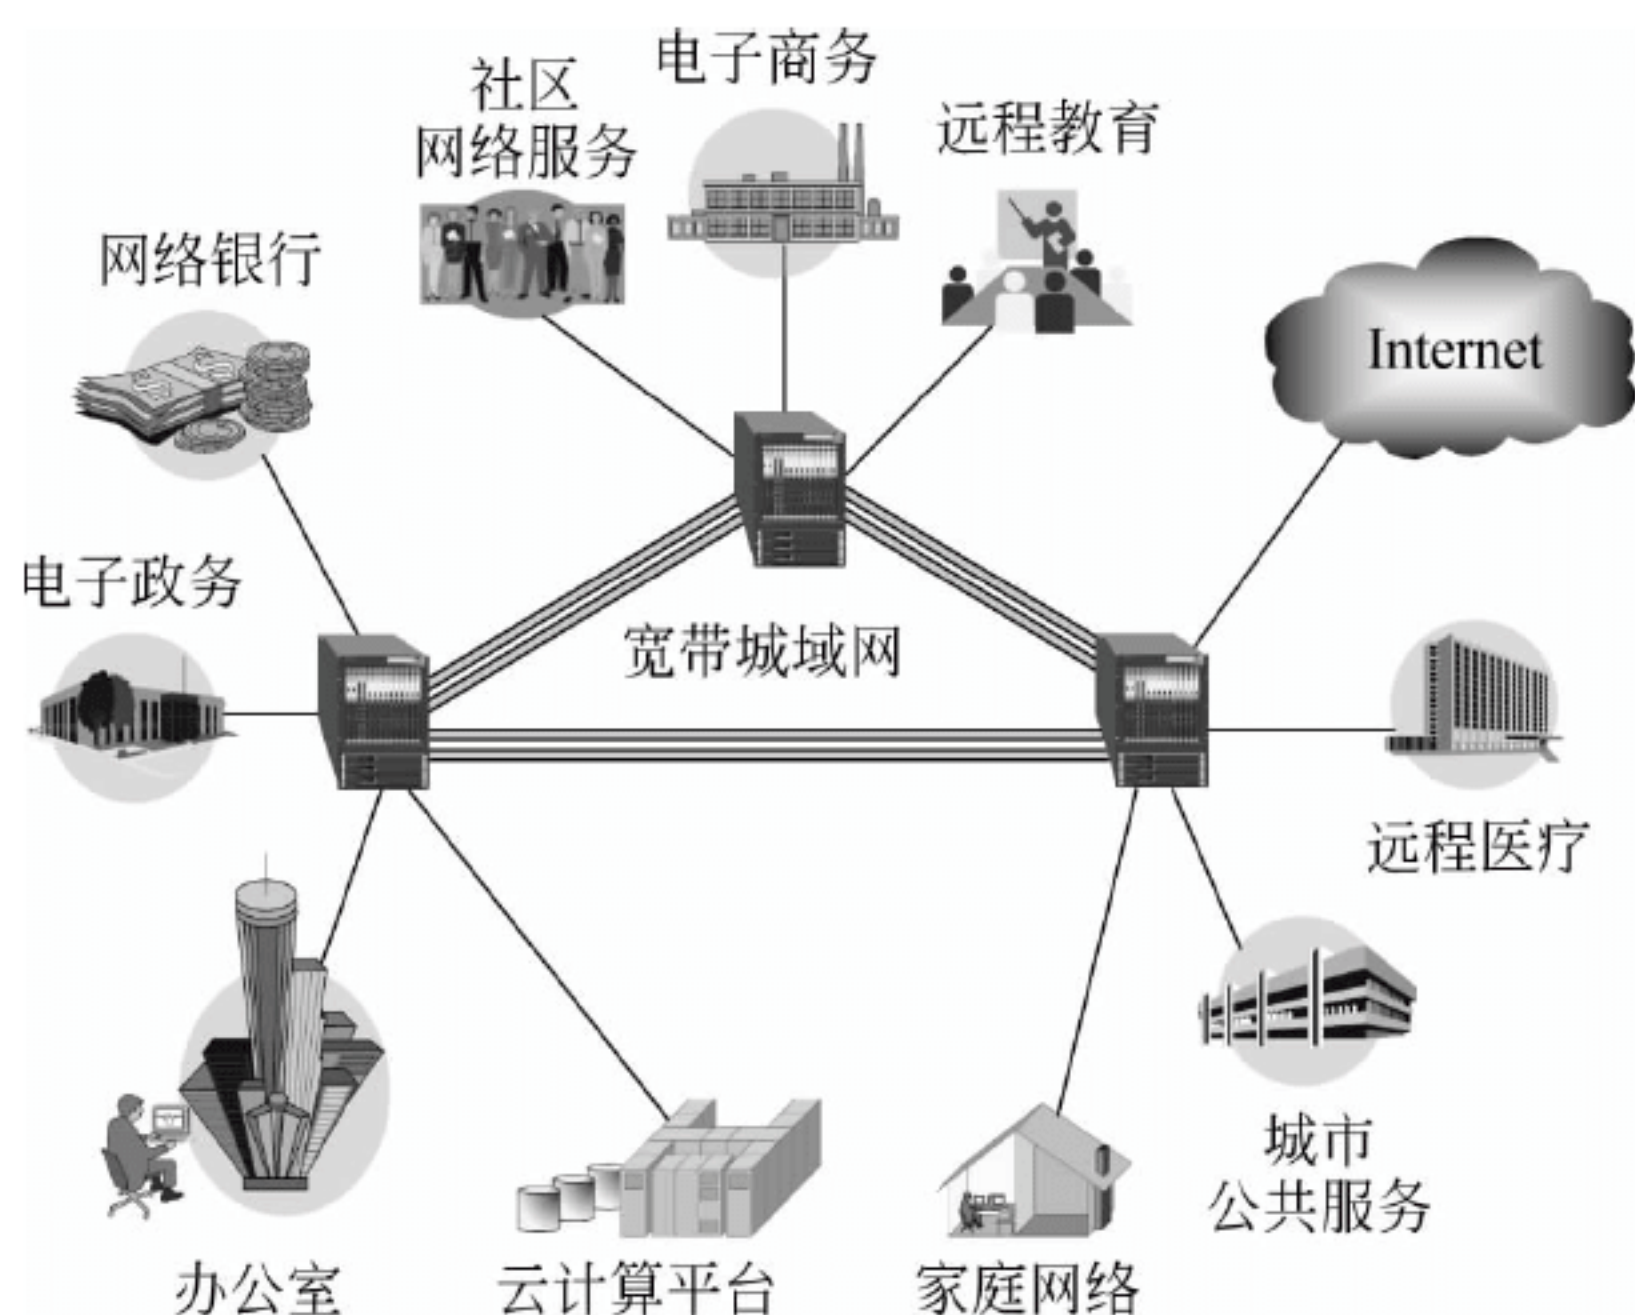 电子商务
社区
网络服务
远程教育
网络银行
Internet
电子政务
宽带城域网
远程医疗
城市
公共服务
办公室
云计算平台
家庭网络